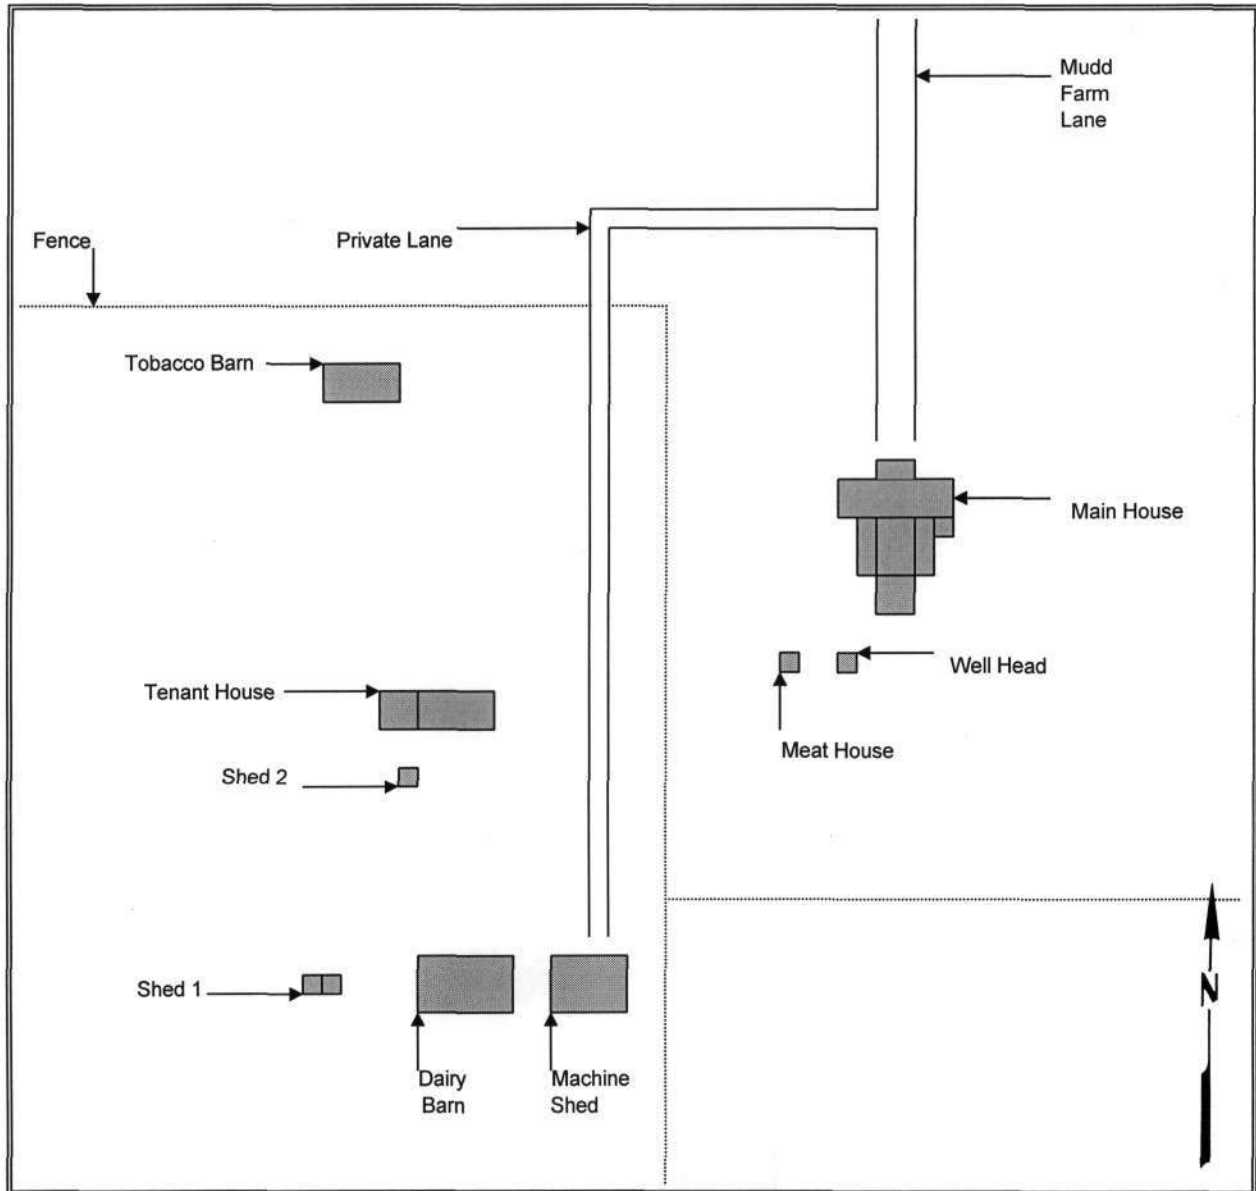 Mudd
Farm
Lane
Fence
Private Lane
Tobacco Barn
Main House
Tenant House
Well Head
Meat House
Shed 2
Shed 1
N
Dairy
Barn
Machine
Shed